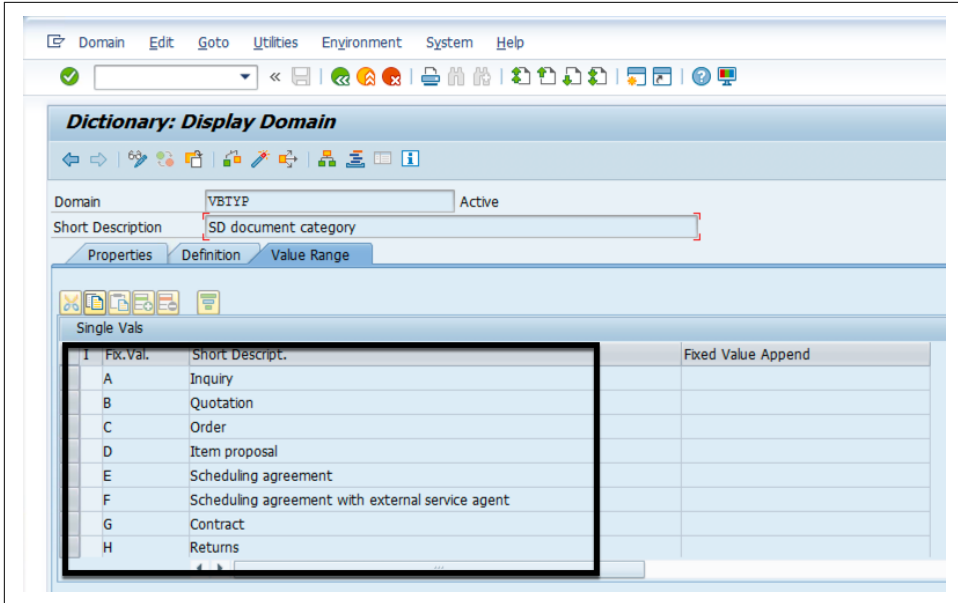 Domain Edit Goto Utilities Environment System Help
Dictionary: Display Domain
Domain VBTYP Active
Short Description SD document category
Properties Definition Value Range
Single Vals
I Fix.Val. Short Descript. Fixed Value Append
A Inquiry
B Quotation
C Order
D Item proposal
E Scheduling agreement
F Scheduling agreement with external service agent
G Contract
H Returns